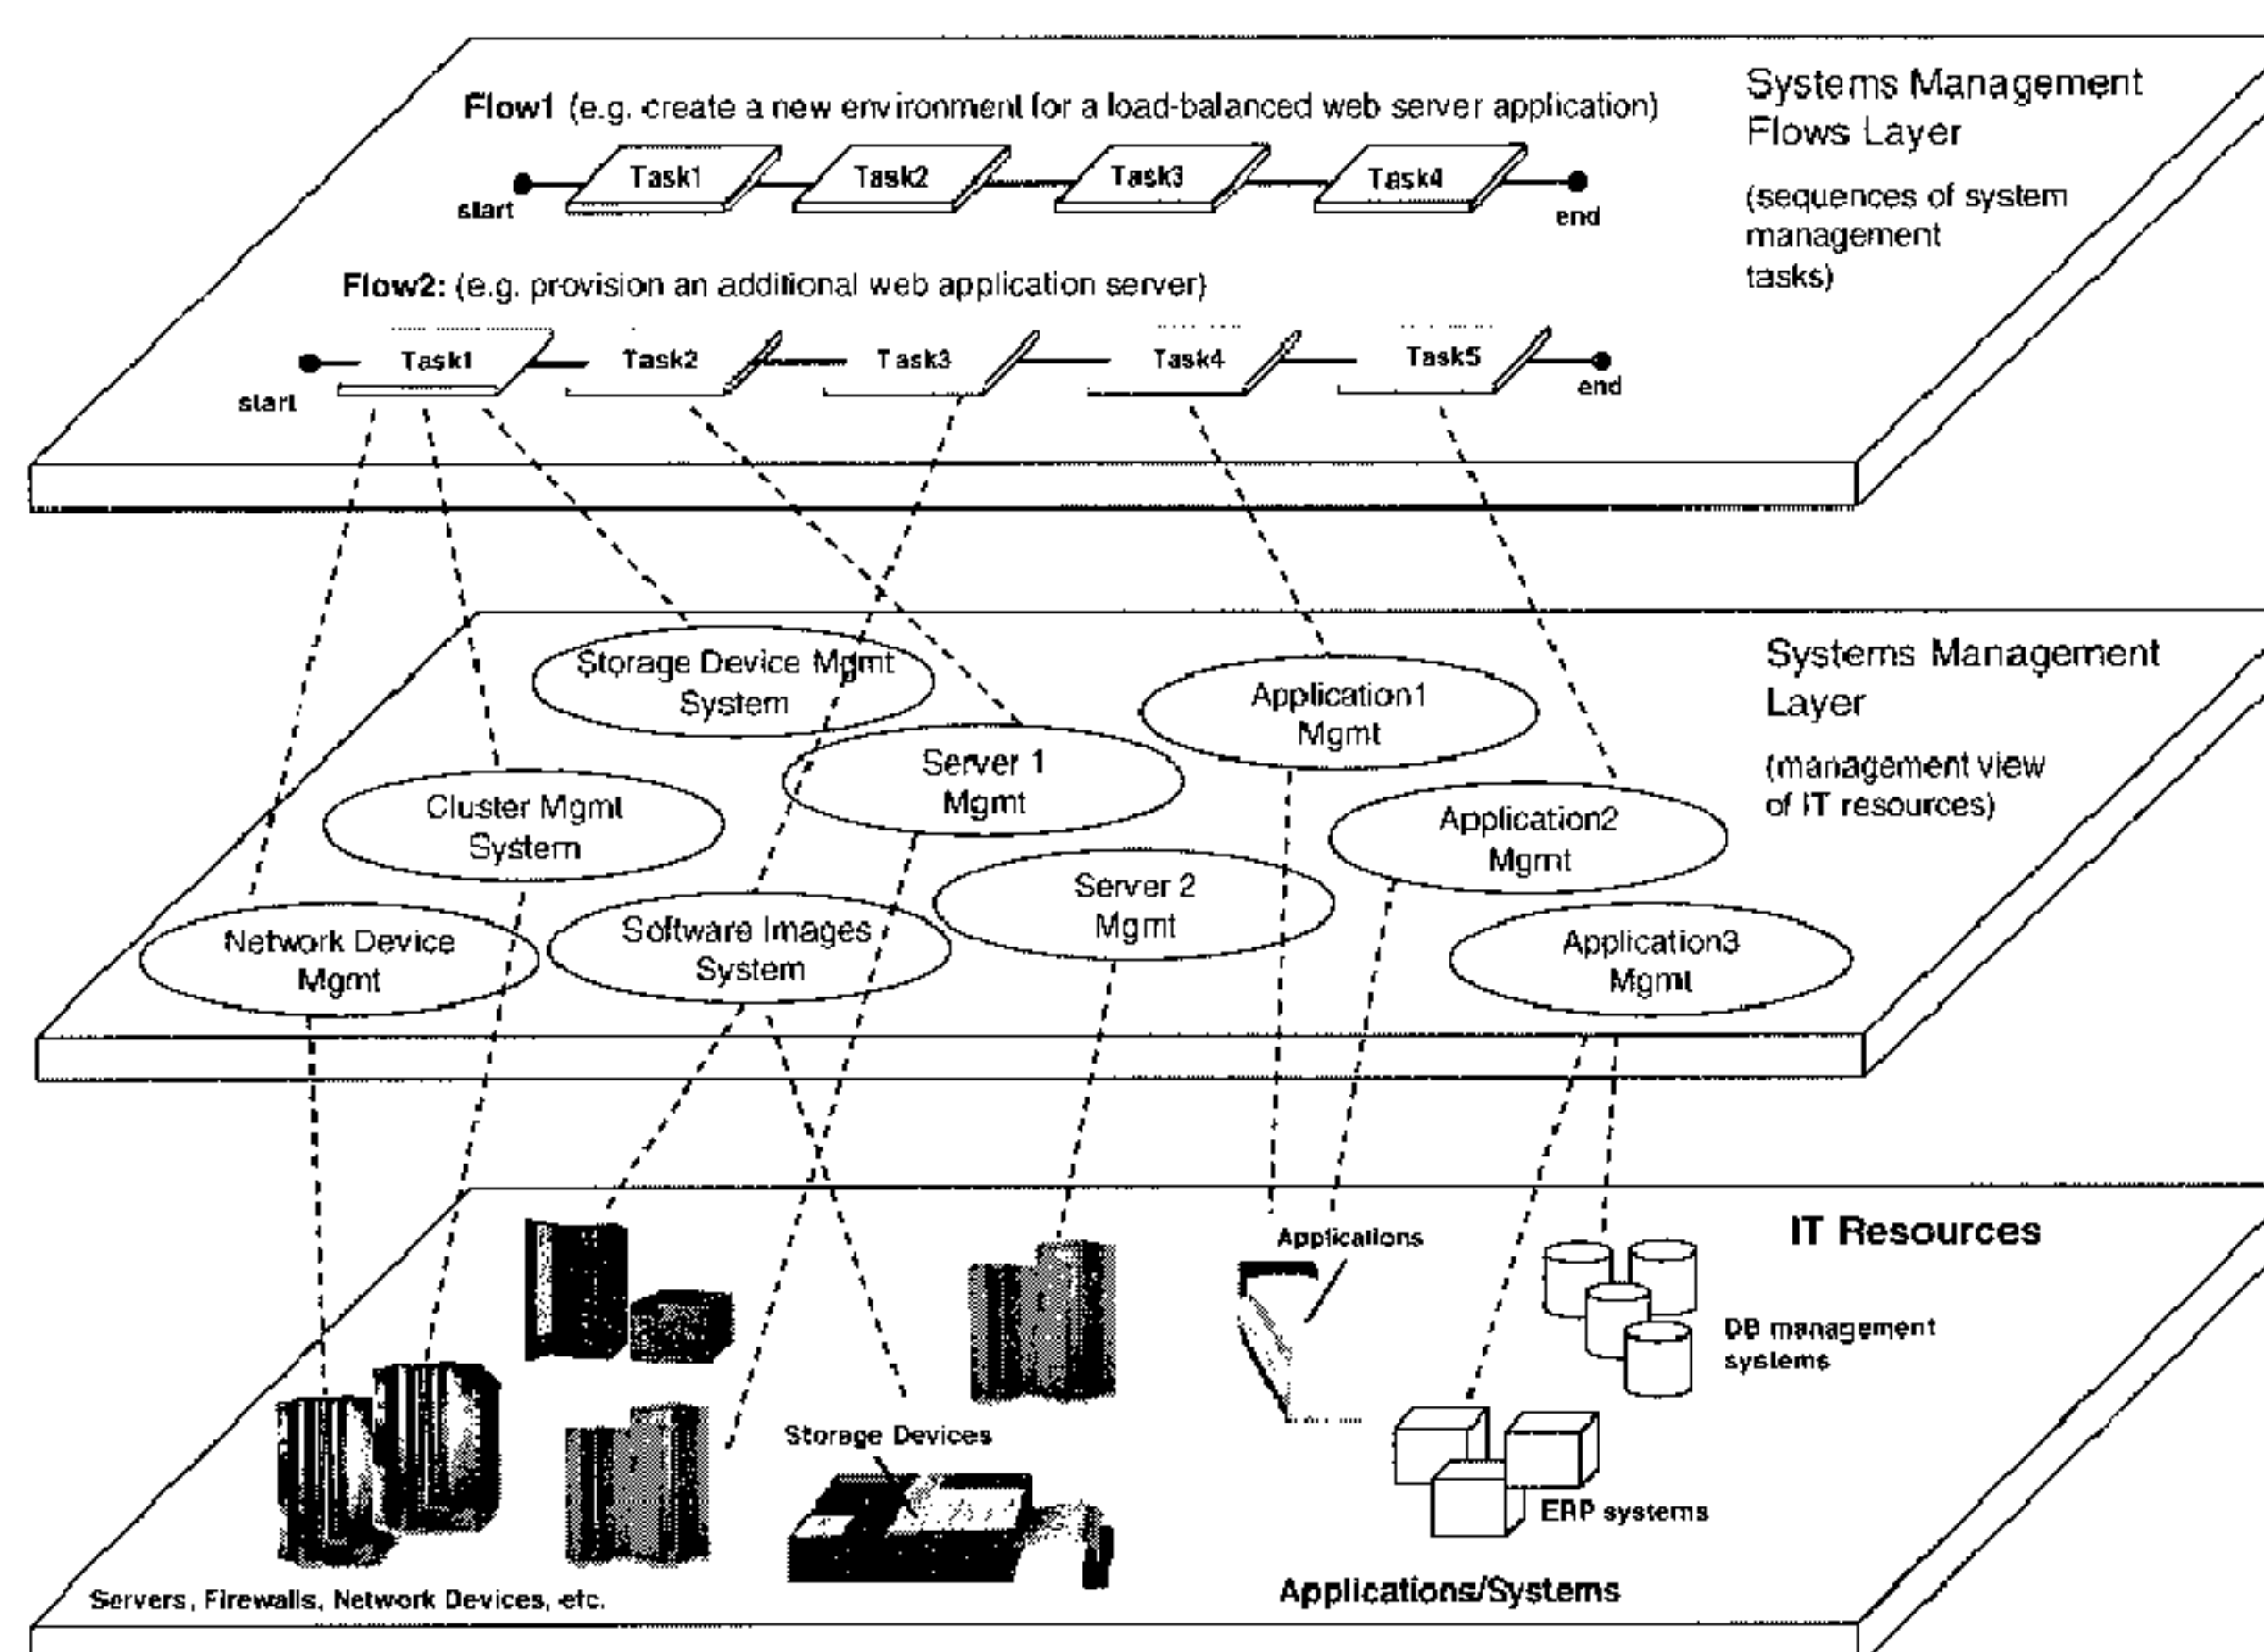 Flow1 (e.g. create a new environment for a load-balanced web server application)
Task1
Task2
Task3
Task4
start
end
Flow2: (e.g. provision an additional web application server)
Task1
Task2
Task3
Task4
Task5
start
end
Systems Management
Flows Layer
(sequences of system
management
tasks)
Systems Management
Layer
(management view
of IT resources)
Storage Device Mgmt
System
Application1
Mgmt
Server 1
Mgmt
Cluster Mgmt
System
Application2
Mgmt
Server 2
Mgmt
Software Images
System
Network Device
Mgmt
Application3
Mgmt
IT Resources
Applications
DB management
systems
Storage Devices
ERP systems
Applications/Systems
Servers, Firewalls, Network Devices, etc.